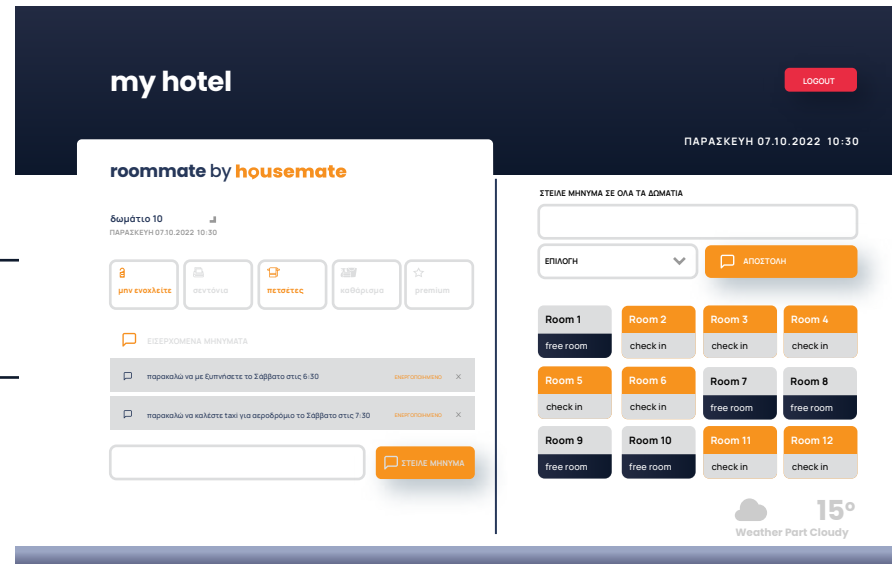 my hotel
LOGOUT
ΠΑΡΑΣΚΕΥΗ 07.10.2022 10:30
roommate by housemate
δωμάτιο 10
ΠΑΡΑΣΚΕΥΗ 07.10.2022 10:30
μην ενοχλείτε
σεντόνια
πετσέτες
καθάρισμα
premium
ΕΙΣΕΡΧΟΜΕΝΑ ΜΗΝΥΜΑΤΑ
παρακαλώ να με ξυπνήσετε το Σάββατο στις 6:30
ΕΝΕΡΓΟΠΟΙΗΜΕΝΟ
παρακαλώ να καλέστε taxi για αεροδρόμιο το Σάββατο στις 7:30
ΕΝΕΡΓΟΠΟΙΗΜΕΝΟ
ΣΤΕΙΛΕ ΜΗΝΥΜΑ
ΣΤΕΙΛΕ ΜΗΝΥΜΑ ΣΕ ΟΛΑ ΤΑ ΔΩΜΑΤΙΑ
ΕΠΙΛΟΓΗ
ΑΠΟΣΤΟΛΗ
Room 1
free room
Room 2
check in
Room 3
check in
Room 4
check in
Room 5
check in
Room 6
check in
Room 7
free room
Room 8
free room
Room 9
free room
Room 10
free room
Room 11
check in
Room 12
check in
15°
Weather Part Cloudy